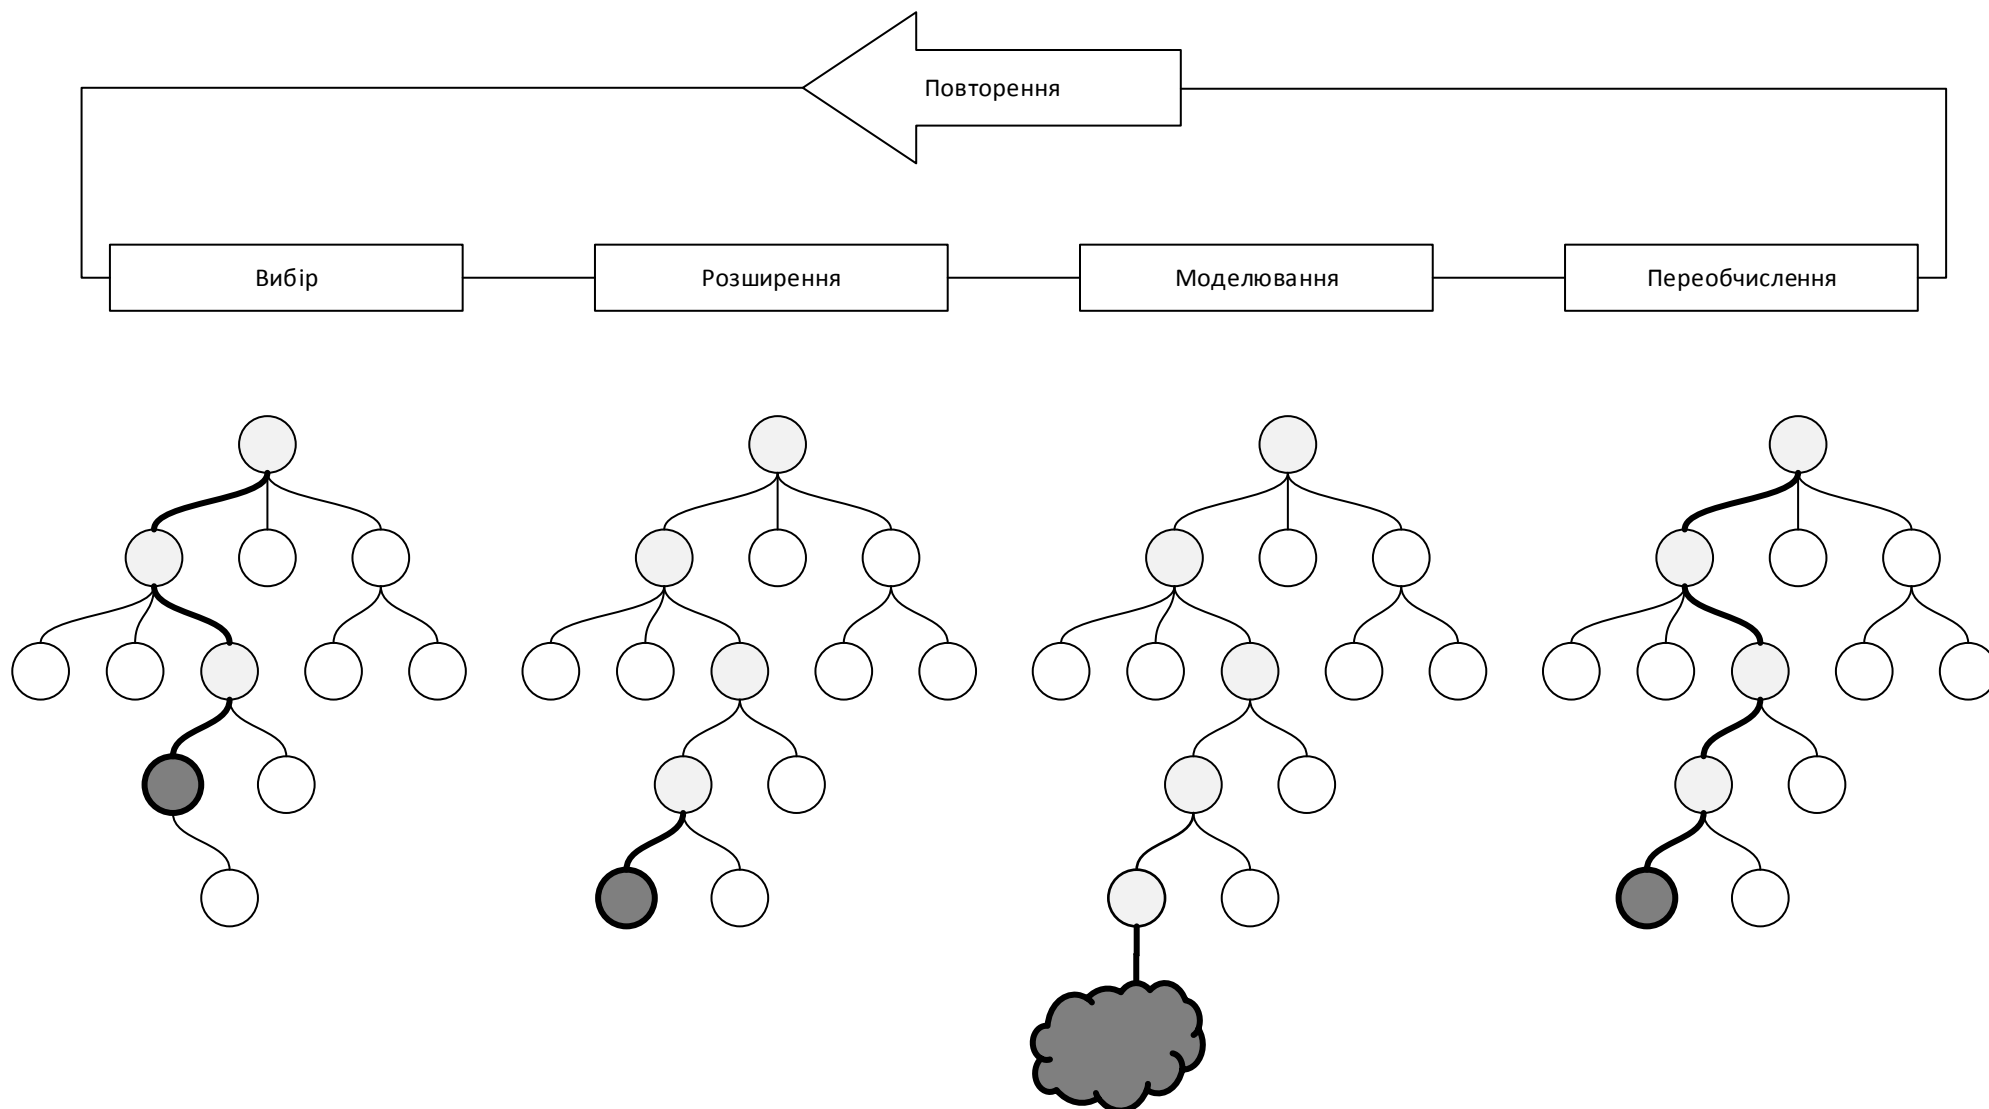 Повторення
Вибір
Розширення
Моделювання
Переобчислення